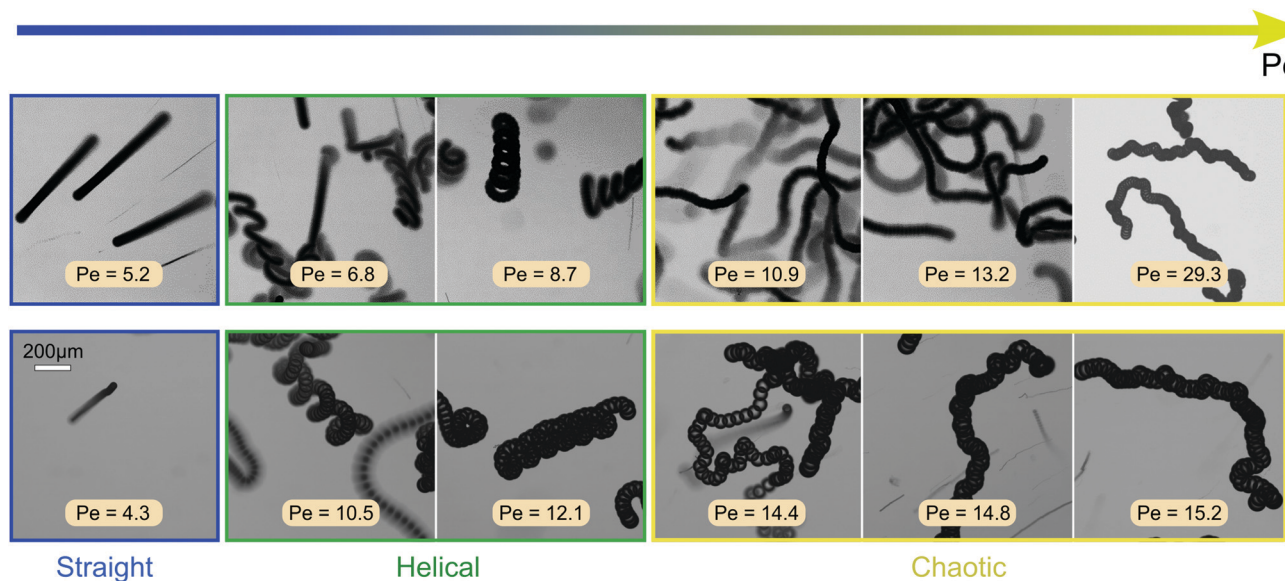 Pe
Pe = 5.2
Pe = 6.8
Pe = 8.7
Pe = 10.9
Pe = 13.2
Pe = 29.3
200μm
Pe = 4.3
Pe = 10.5
Pe = 12.1
Pe = 14.4
Pe = 14.8
Pe = 15.2
Straight
Helical
Chaotic